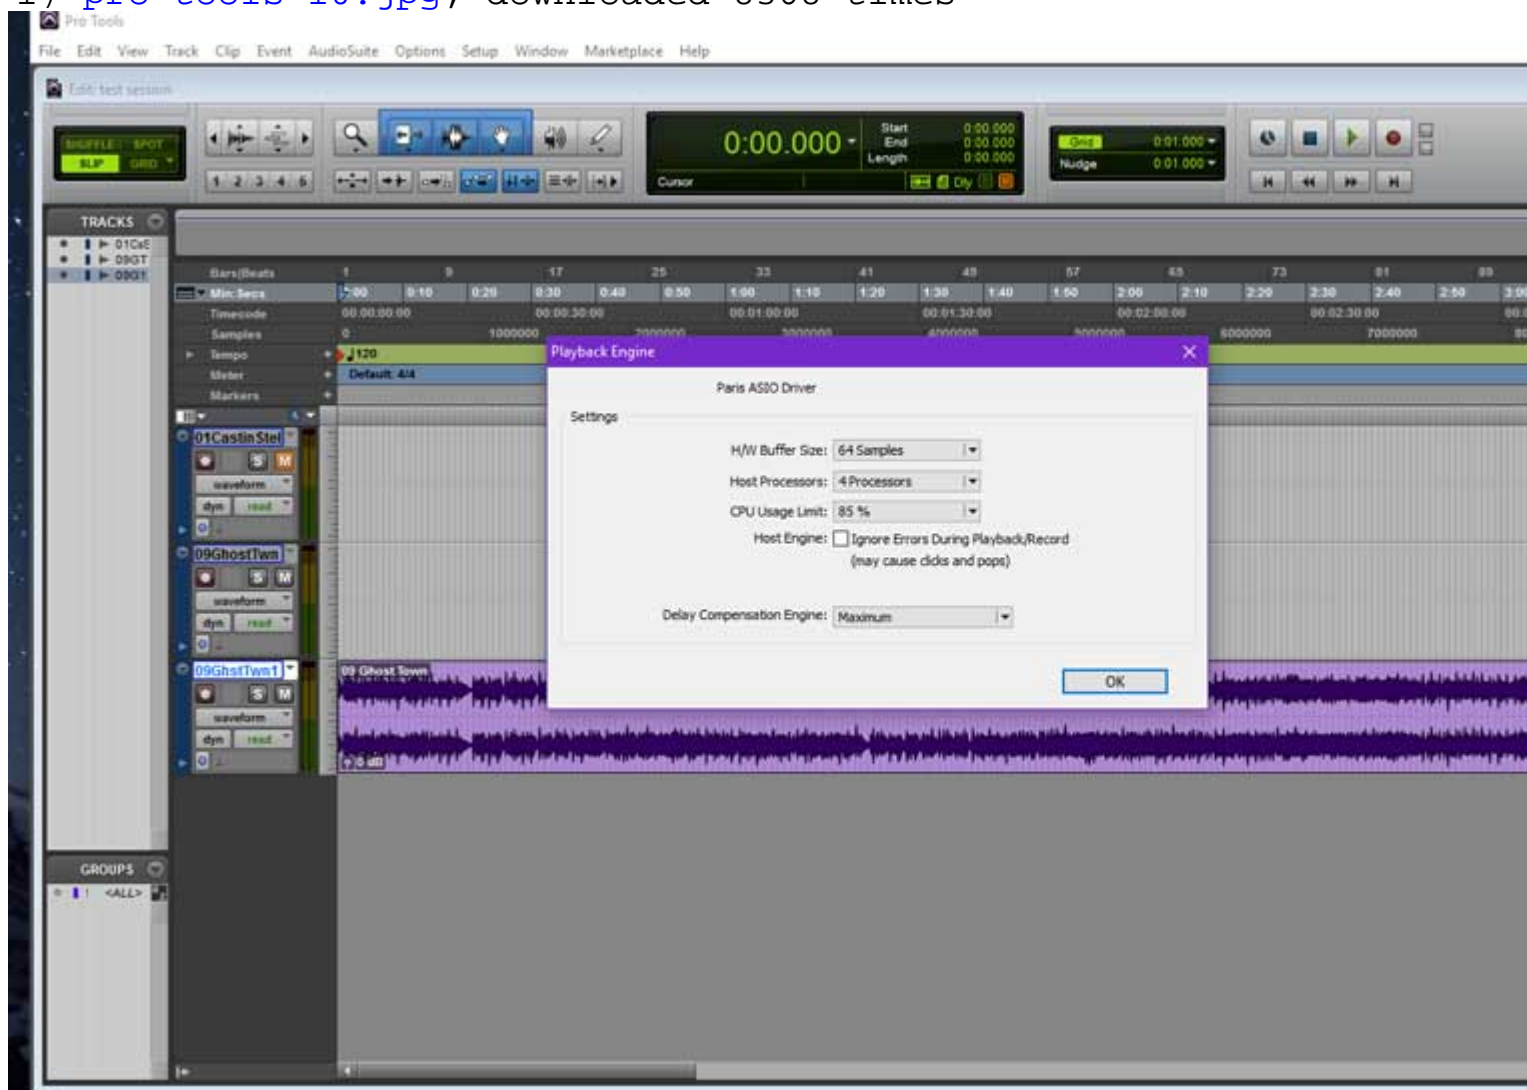 Pro Tools
File Edit View Track Clip Event AudioSuite Options Setup Window Marketplace Help
Edit: test session
SHUFFLE SPOT
SLIP GRID
1 2 3 4 5
0:00.000
Start 0:00.000
End 0:00.000
Length 0:00.000
Cursor
Dly
Grid 0:01.000
Nudge 0:01.000
TRACKS
01CsS
09GT
09G1
Bars|Beats 1 9 17 25 33 41 49 57 65 73 81 89
Min:Secs 0:00 0:10 0:20 0:30 0:40 0:50 1:00 1:10 1:20 1:30 1:40 1:50 2:00 2:10 2:20 2:30 2:40 2:50 3:00
Timecode 00:00:00:00 00:00:30:00 00:01:00:00 00:01:30:00 00:02:00:00 00:02:30:00
Samples 0 1000000 2000000 3000000 4000000 5000000 6000000 7000000
Tempo 120
Meter Default: 4/4
Markers
Playback Engine
Paris ASIO Driver
Settings
H/W Buffer Size: 64 Samples
Host Processors: 4 Processors
CPU Usage Limit: 85 %
Host Engine: Ignore Errors During Playback/Record
(may cause clicks and pops)
Delay Compensation Engine: Maximum
OK
01CastinStel
S M
waveform
dyn read
09GhostTwn
S M
waveform
dyn read
09GhstTwn1
S M
waveform
dyn read
09 Ghost Town
0 dB
GROUPS
! <ALL>